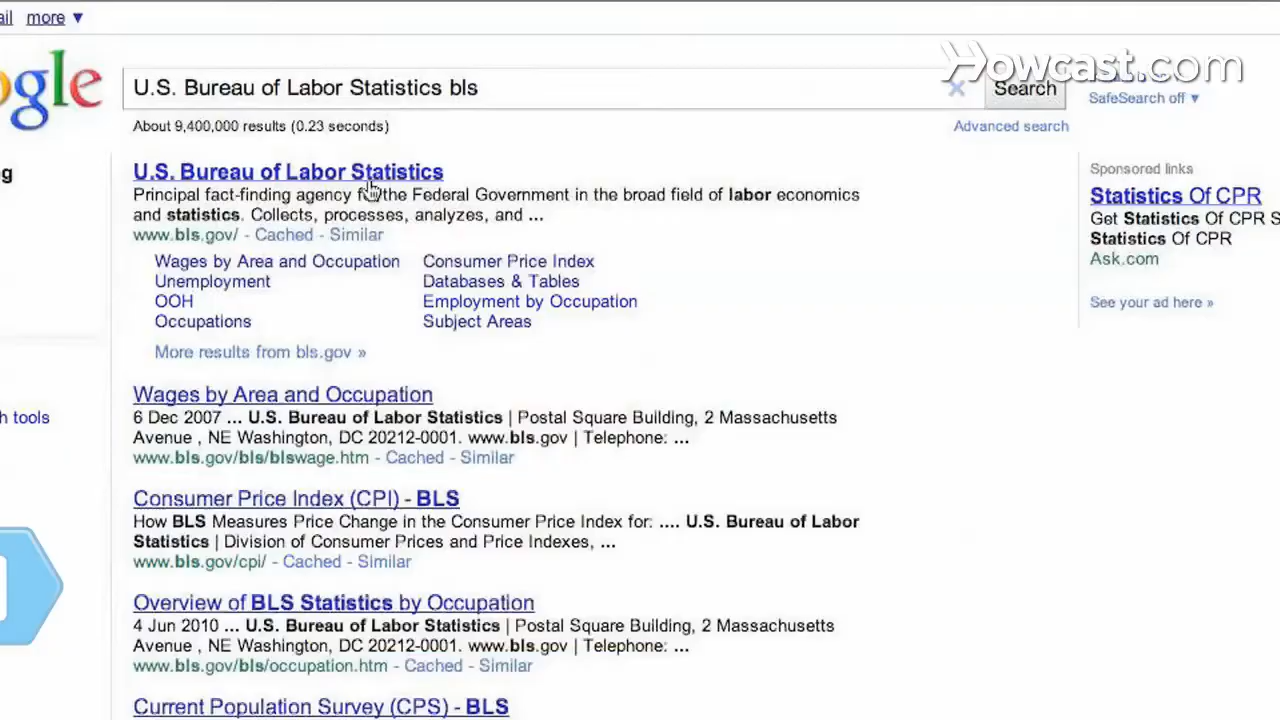 ail more ▼
Howcast.com
ogle
U.S. Bureau of Labor Statistics bls
Search
SafeSearch off ▼
About 9,400,000 results (0.23 seconds)
Advanced search
g
U.S. Bureau of Labor Statistics
Principal fact-finding agency for the Federal Government in the broad field of labor economics
and statistics. Collects, processes, analyzes, and ...
www.bls.gov/ - Cached - Similar
Wages by Area and Occupation
Consumer Price Index
Unemployment
Databases & Tables
OOH
Employment by Occupation
Occupations
Subject Areas
More results from bls.gov »
Sponsored links
Statistics Of CPR
Get Statistics Of CPR S
Statistics Of CPR
Ask.com
See your ad here »
Wages by Area and Occupation
6 Dec 2007 ... U.S. Bureau of Labor Statistics | Postal Square Building, 2 Massachusetts
Avenue , NE Washington, DC 20212-0001. www.bls.gov | Telephone: ...
www.bls.gov/bls/blswage.htm - Cached - Similar
h tools
Consumer Price Index (CPI) - BLS
How BLS Measures Price Change in the Consumer Price Index for: .... U.S. Bureau of Labor
Statistics | Division of Consumer Prices and Price Indexes, ...
www.bls.gov/cpi/ - Cached - Similar
Overview of BLS Statistics by Occupation
4 Jun 2010 ... U.S. Bureau of Labor Statistics | Postal Square Building, 2 Massachusetts
Avenue , NE Washington, DC 20212-0001. www.bls.gov | Telephone: ...
www.bls.gov/bls/occupation.htm - Cached - Similar
Current Population Survey (CPS) - BLS